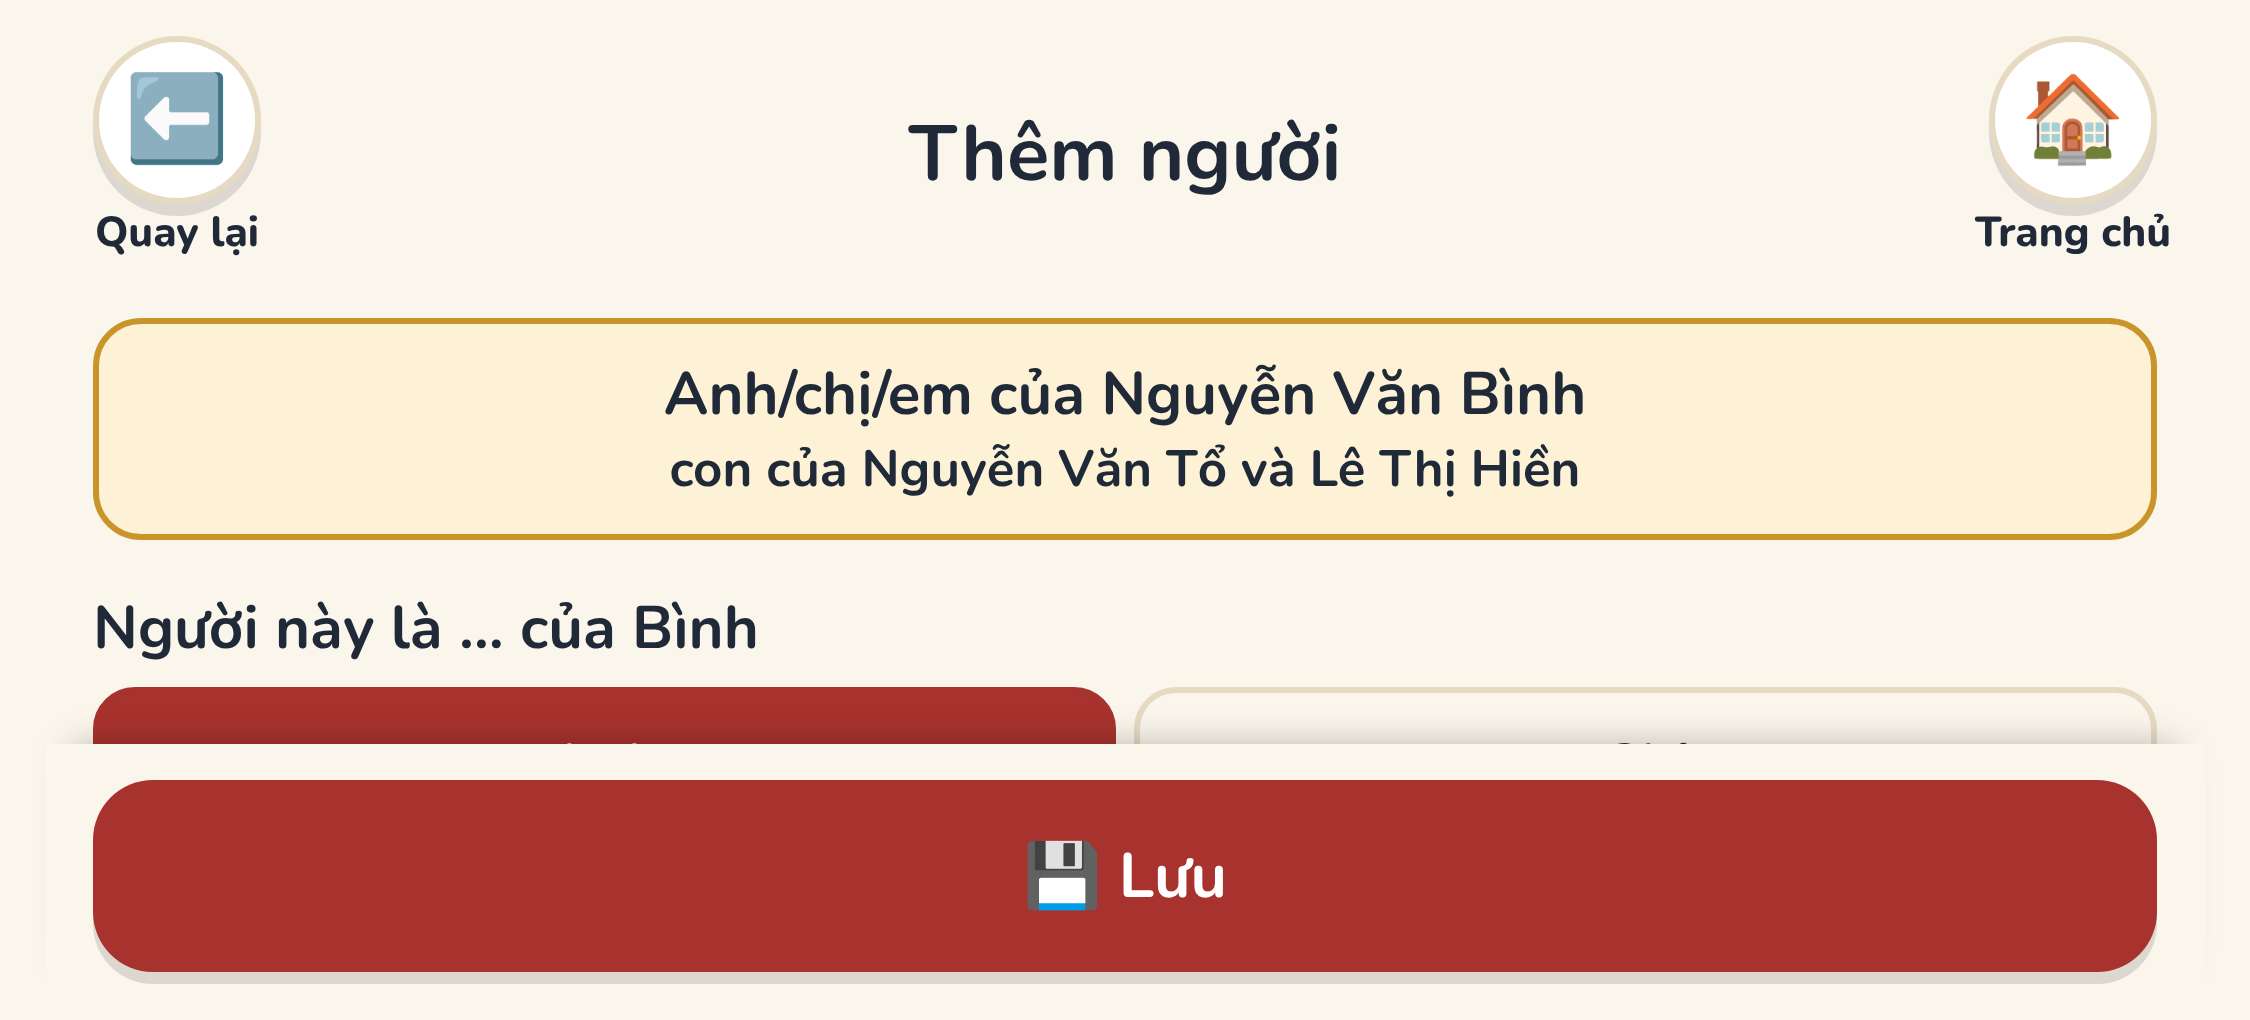 Thêm người
Quay lại
Trang chủ
Anh/chị/em của Nguyễn Văn Bình
con của Nguyễn Văn Tổ và Lê Thị Hiền
Người này là ... của Bình
Lưu